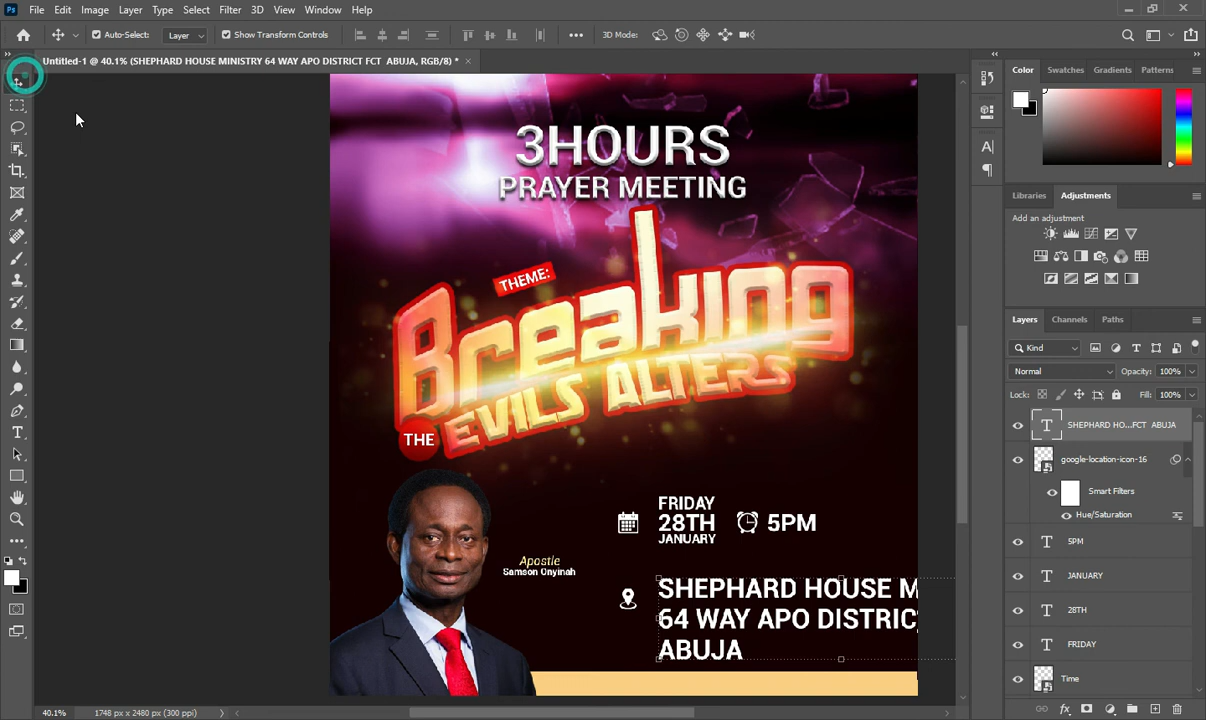 Ps File Edit Image Layer Type Select Filter 3D View Window Help
Auto-Select: Layer Show Transform Controls 3D Mode:
Untitled-1 @ 40.1% (SHEPHARD HOUSE MINISTRY 64 WAY APO DISTRICT FCT ABUJA, RGB/8) *
Color Swatches Gradients Patterns
3HOURS
PRAYER MEETING
THEME:
Breaking
THE
EVILS ALTERS
FRIDAY
28TH
JANUARY
5PM
Apostle
Samson Onyinah
SHEPHARD HOUSE M
64 WAY APO DISTRIC
ABUJA
Libraries Adjustments
Add an adjustment
Layers Channels Paths
Kind
Normal Opacity: 100%
Lock: Fill: 100%
SHEPHARD HO...FCT ABUJA
google-location-icon-16
Smart Filters
Hue/Saturation
5PM
JANUARY
28TH
FRIDAY
Time
40.1% 1748 px x 2480 px (300 ppi)